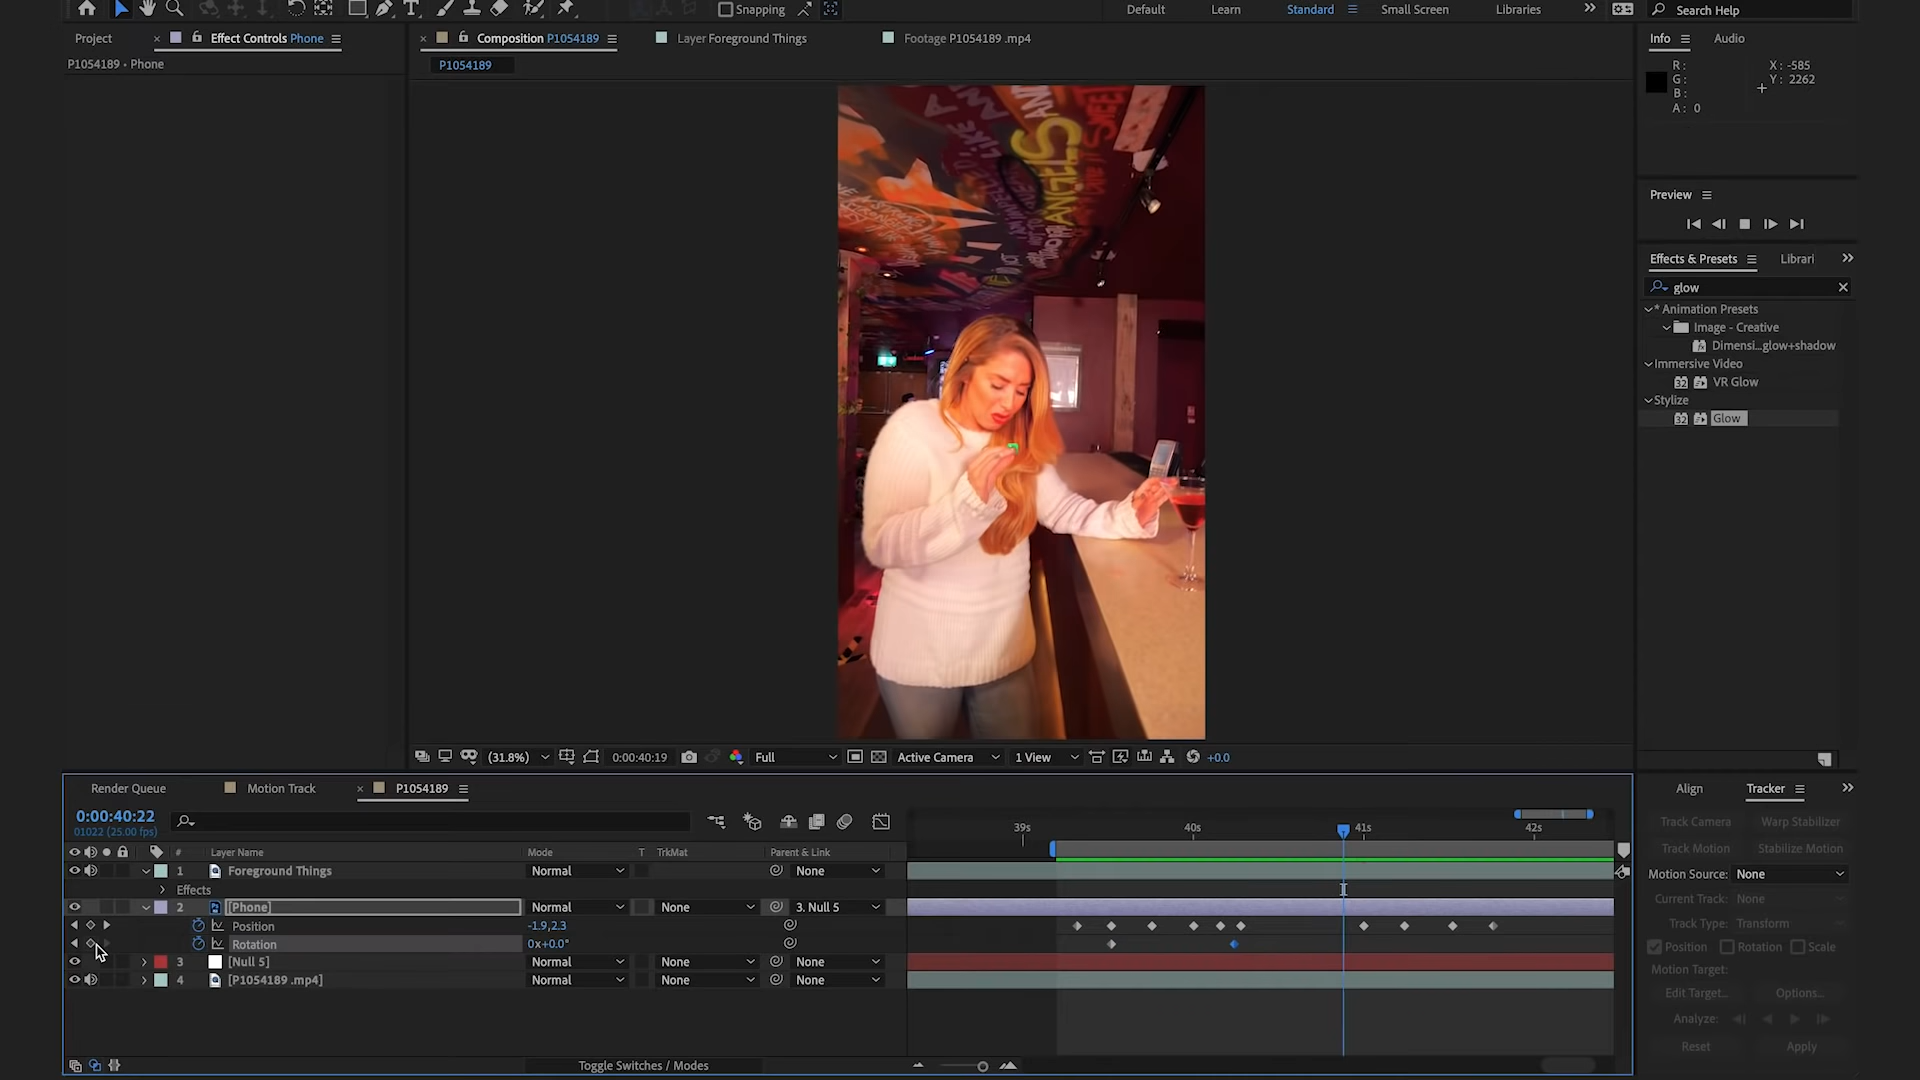 Snapping
Default
Learn
Standard
Small Screen
Libraries
Search Help
Project
Effect Controls Phone
Composition P1054189
Layer Foreground Things
Footage P1054189 .mp4
Info
Audio
P1054189 • Phone
P1054189
R :
G :
B :
A : 0
X : -585
Y : 2262
Preview
Effects & Presets
Librari
glow
* Animation Presets
Image - Creative
Dimensi...glow+shadow
Immersive Video
VR Glow
Stylize
Glow
ANGELS
(31.8%)
0:00:40:19
Full
Active Camera
1 View
+0.0
Render Queue
Motion Track
P1054189
Align
Tracker
0:00:40:22
01022 (25.00 fps)
39s
40s
41s
42s
Track Camera
Warp Stabilizer
Track Motion
Stabilize Motion
#
Layer Name
Mode
T
TrkMat
Parent & Link
1
Foreground Things
Normal
None
Motion Source: None
Effects
Current Track: None
2
[Phone]
Normal
None
3. Null 5
Track Type: Transform
Position
-1.9,2.3
Rotation
0x+0.0°
Position
Rotation
Scale
3
[Null 5]
Normal
None
None
Motion Target:
4
[P1054189 .mp4]
Normal
None
None
Edit Target...
Options...
Analyze:
Reset
Apply
Toggle Switches / Modes